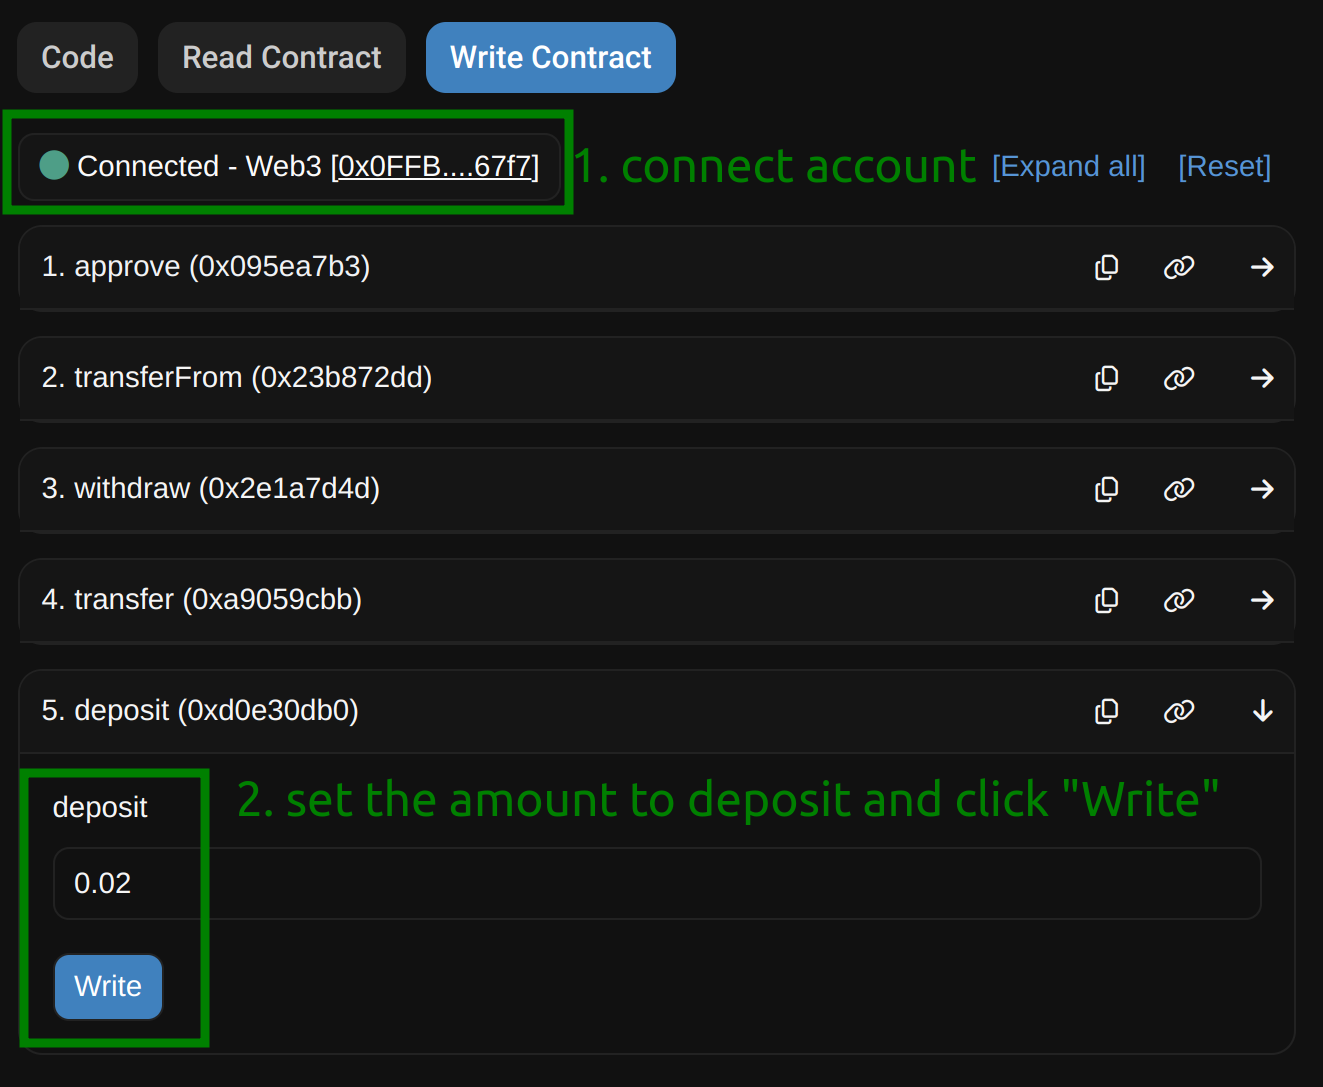 Code Read Contract Write Contract
Connected - Web3 [0x0FFB....67f7] 1. connect account [Expand all] [Reset]
1. approve (0x095ea7b3)
2. transferFrom (0x23b872dd)
3. withdraw (0x2e1a7d4d)
4. transfer (0xa9059cbb)
5. deposit (0xd0e30db0)
deposit 2. set the amount to deposit and click "Write"
0.02
Write